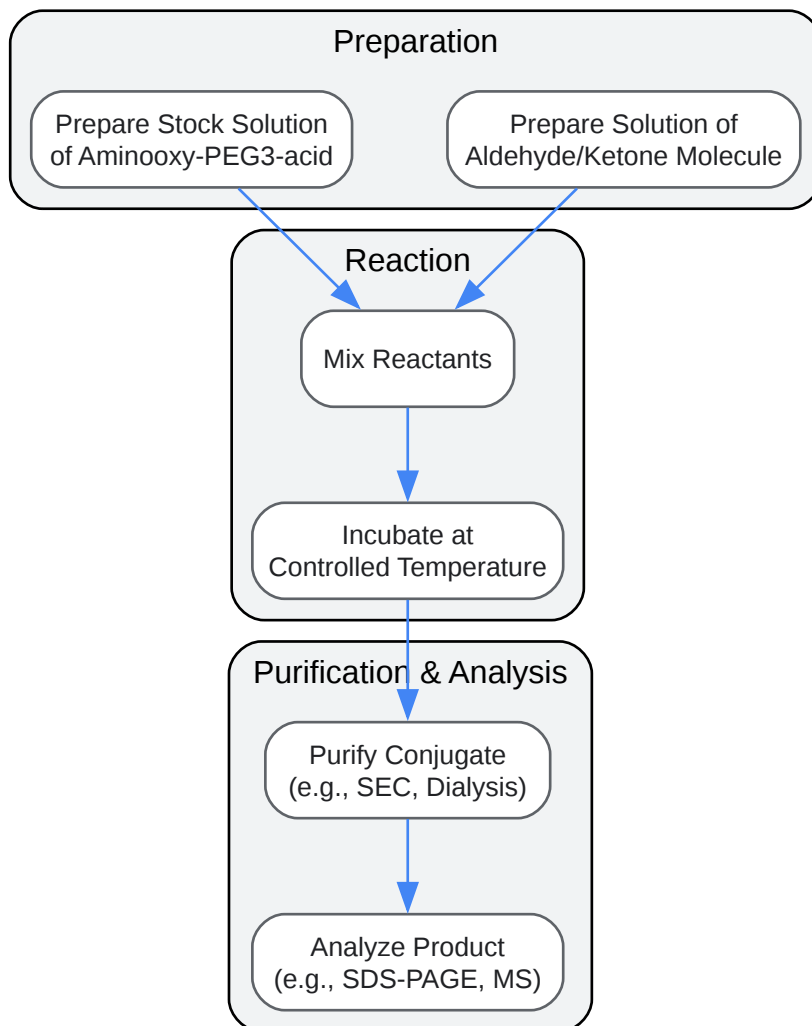 Preparation
Prepare Stock Solution
of Aminooxy-PEG3-acid
Prepare Solution of
Aldehyde/Ketone Molecule
Reaction
Mix Reactants
Incubate at
Controlled Temperature
Purification & Analysis
Purify Conjugate
(e.g., SEC, Dialysis)
Analyze Product
(e.g., SDS-PAGE, MS)